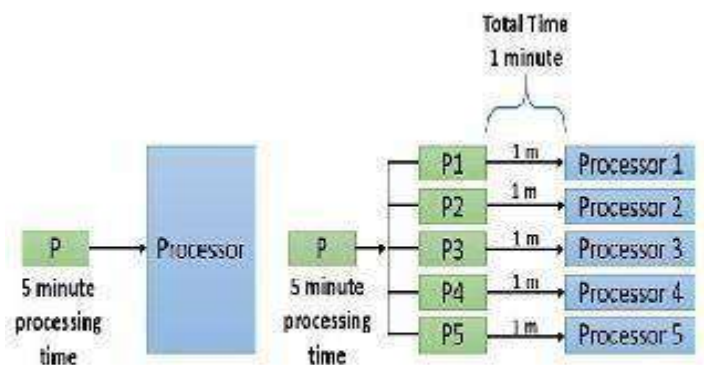 P
5 minute
processing
time
Processor
P
5 minute
processing
time
Total Time
1 minute
P1
1 m
Processor 1
P2
1 m
Processor 2
P3
1 m
Processor 3
P4
1 m
Processor 4
P5
1 m
Processor 5